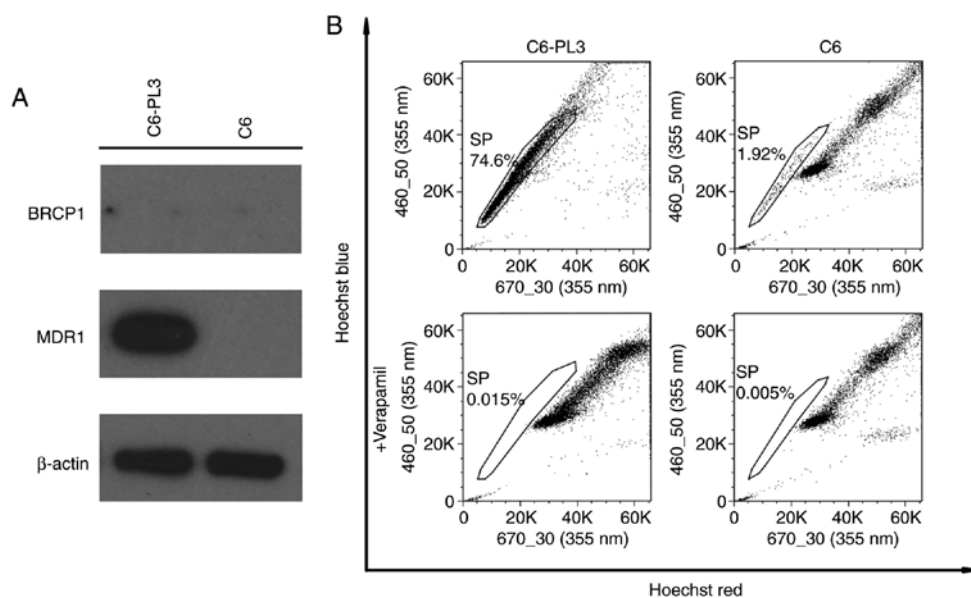 A
C6-PL3
C6
BRCP1
MDR1
β-actin
B
Hoechst blue
C6-PL3
460_50 (355 nm)
60K
40K
20K
0
SP
74.6%
0 20K 40K 60K
670_30 (355 nm)
C6
460_50 (355 nm)
60K
40K
20K
0
SP
1.92%
0 20K 40K 60K
670_30 (355 nm)
+Verapamil
460_50 (355 nm)
60K
40K
20K
0
SP
0.015%
0 20K 40K 60K
670_30 (355 nm)
460_50 (355 nm)
60K
40K
20K
0
SP
0.005%
0 20K 40K 60K
670_30 (355 nm)
Hoechst red